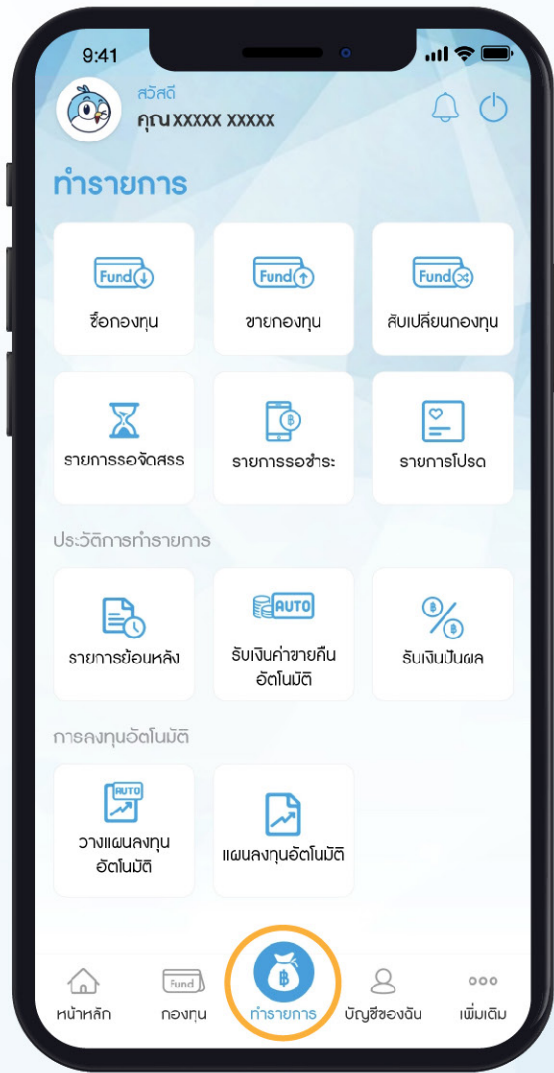 9:41
สวัสดี
คุณ xxxxx xxxxx
ทำรายการ
Fund
Fund
Fund
ซื้อกองทุน
ขายกองทุน
สับเปลี่ยนกองทุน
฿
รายการรอจัดสรร
รายการรอชำระ
รายการโปรด
ประวัติการทำรายการ
AUTO
฿ ฿
รายการย้อนหลัง
รับเงินค่าขายคืน
อัตโนมัติ
รับเงินปันผล
การลงทุนอัตโนมัติ
AUTO
วางแผนลงทุน
อัตโนมัติ
แผนลงทุนอัตโนมัติ
Fund
฿
หน้าหลัก
กองทุน
ทำรายการ
บัญชีของฉัน
เพิ่มเติม